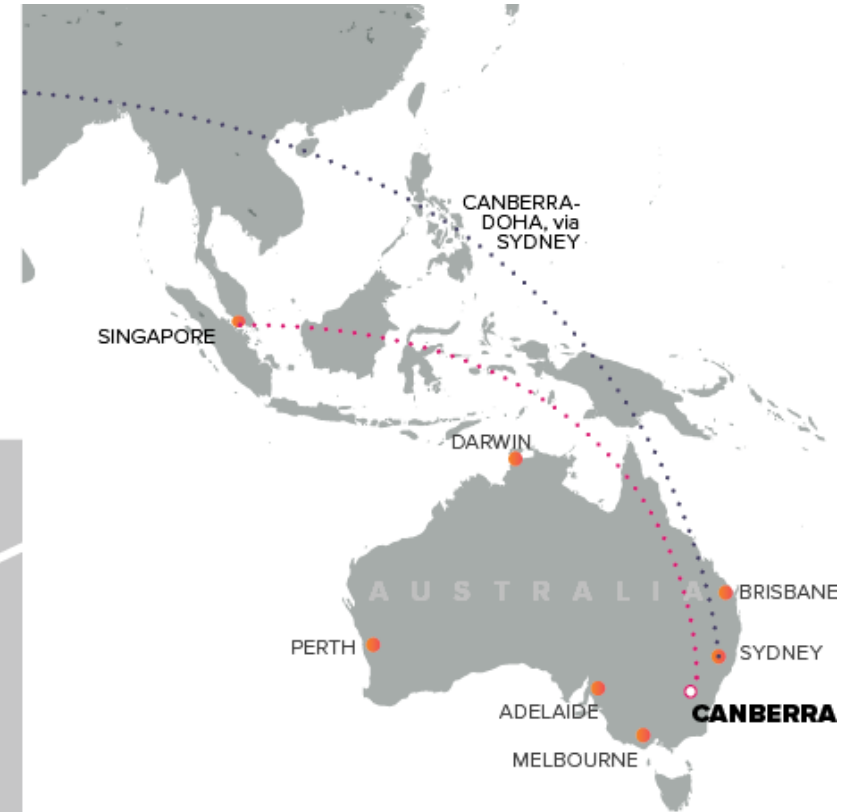 CANBERRA-
DOHA, via
SYDNEY
SINGAPORE
DARWIN
AUSTRALIA
BRISBANE
PERTH
SYDNEY
ADELAIDE
CANBERRA
MELBOURNE